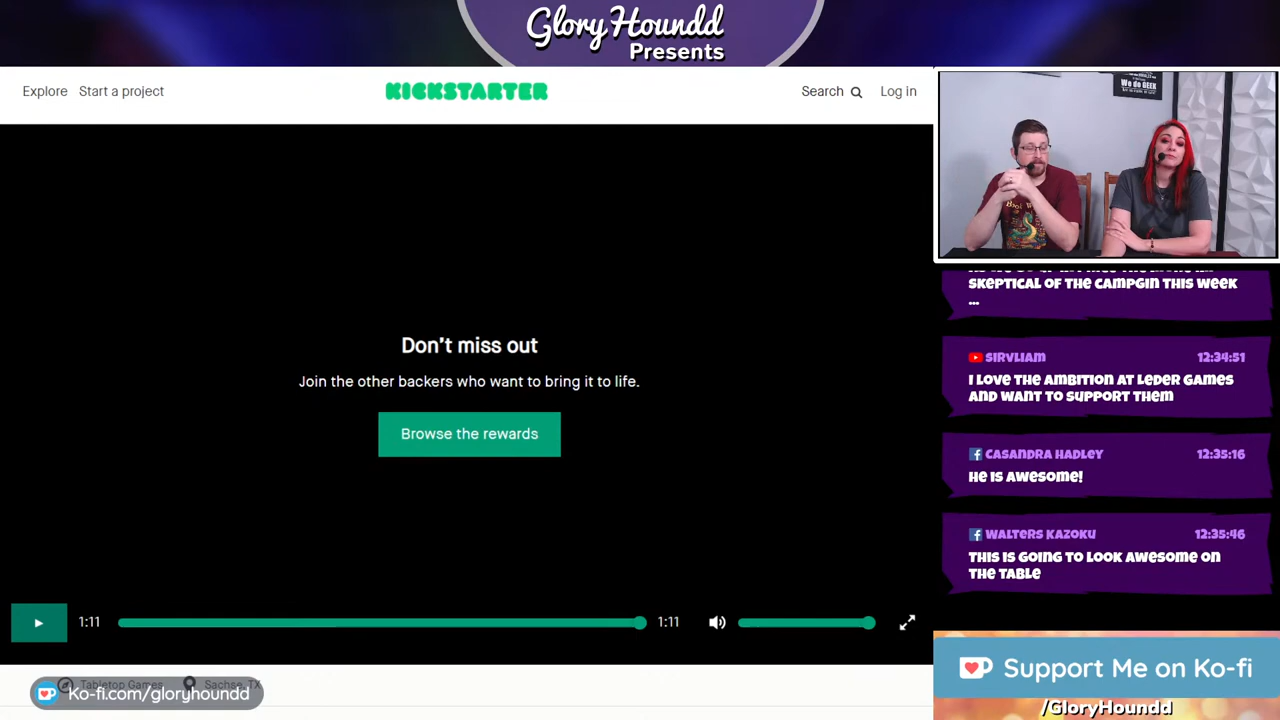 GloryHoundd
Presents
Explore Start a project
KICKSTARTER
Search
Log in
We do GEEK
SKEPTICAL OF THE CAMPGIN THIS WEEK
...
SIRVLIAM 12:34:51
I LOVE THE AMBITION AT LEDER GAMES
AND WANT TO SUPPORT THEM
CASANDRA HADLEY 12:35:16
HE IS AWESOME!
WALTERS KAZOKU 12:35:46
THIS IS GOING TO LOOK AWESOME ON
THE TABLE
Don't miss out
Join the other backers who want to bring it to life.
Browse the rewards
1:11
1:11
Tabletop Games Sachse, TX
Ko-fi.com/gloryhoundd
Support Me on Ko-fi
/GloryHoundd